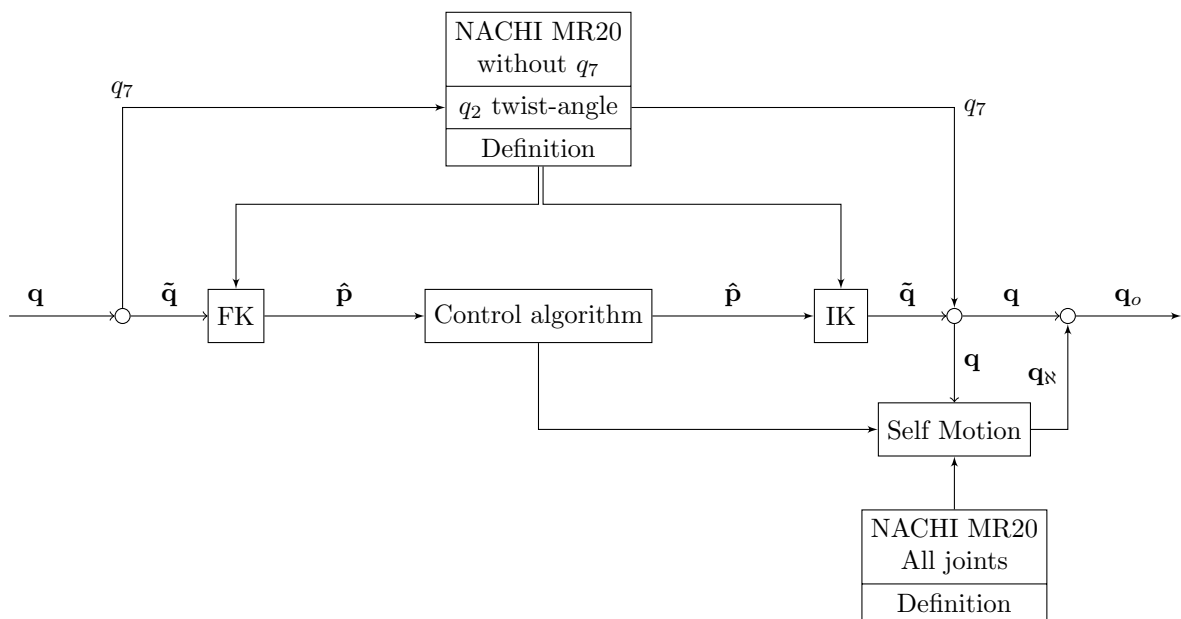 NACHI MR20
without q₇
q₂ twist-angle
Definition
q₇
q₇
q
q̃
FK
p̂
Control algorithm
p̂
IK
q̃
q
qₒ
q
q_ℵ
Self Motion
NACHI MR20
All joints
Definition